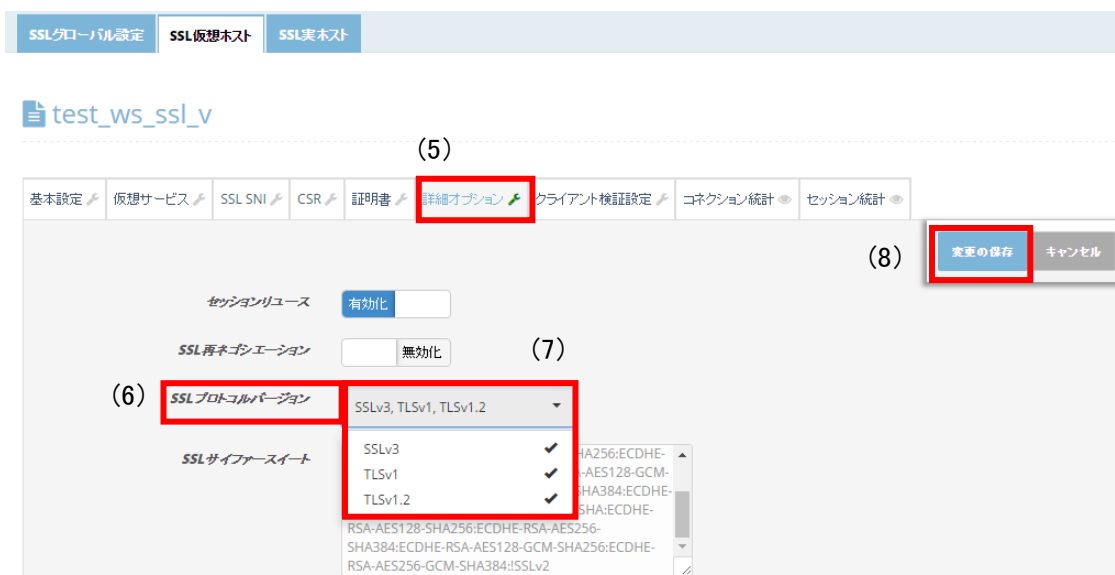 SSLグローバル設定 SSL仮想ホスト SSL実ホスト
test_ws_ssl_v
(5)
基本設定 仮想サービス SSL SNI CSR 証明書 詳細オプション クライアント検証設定 コネクション統計 セッション統計
(8) 変更の保存 キャンセル
セッションリユース 有効化
SSL再ネゴシエーション 無効化
(7)
(6) SSLプロトコルバージョン SSLv3, TLSv1, TLSv1.2
SSLv3
TLSv1
TLSv1.2
SSLサイファースイート HA256:ECDHE-
-AES128-GCM-
SHA384:ECDHE-
SHA:ECDHE-
RSA-AES128-SHA256:ECDHE-RSA-AES256-
SHA384:ECDHE-RSA-AES128-GCM-SHA256:ECDHE-
RSA-AES256-GCM-SHA384:!SSLv2